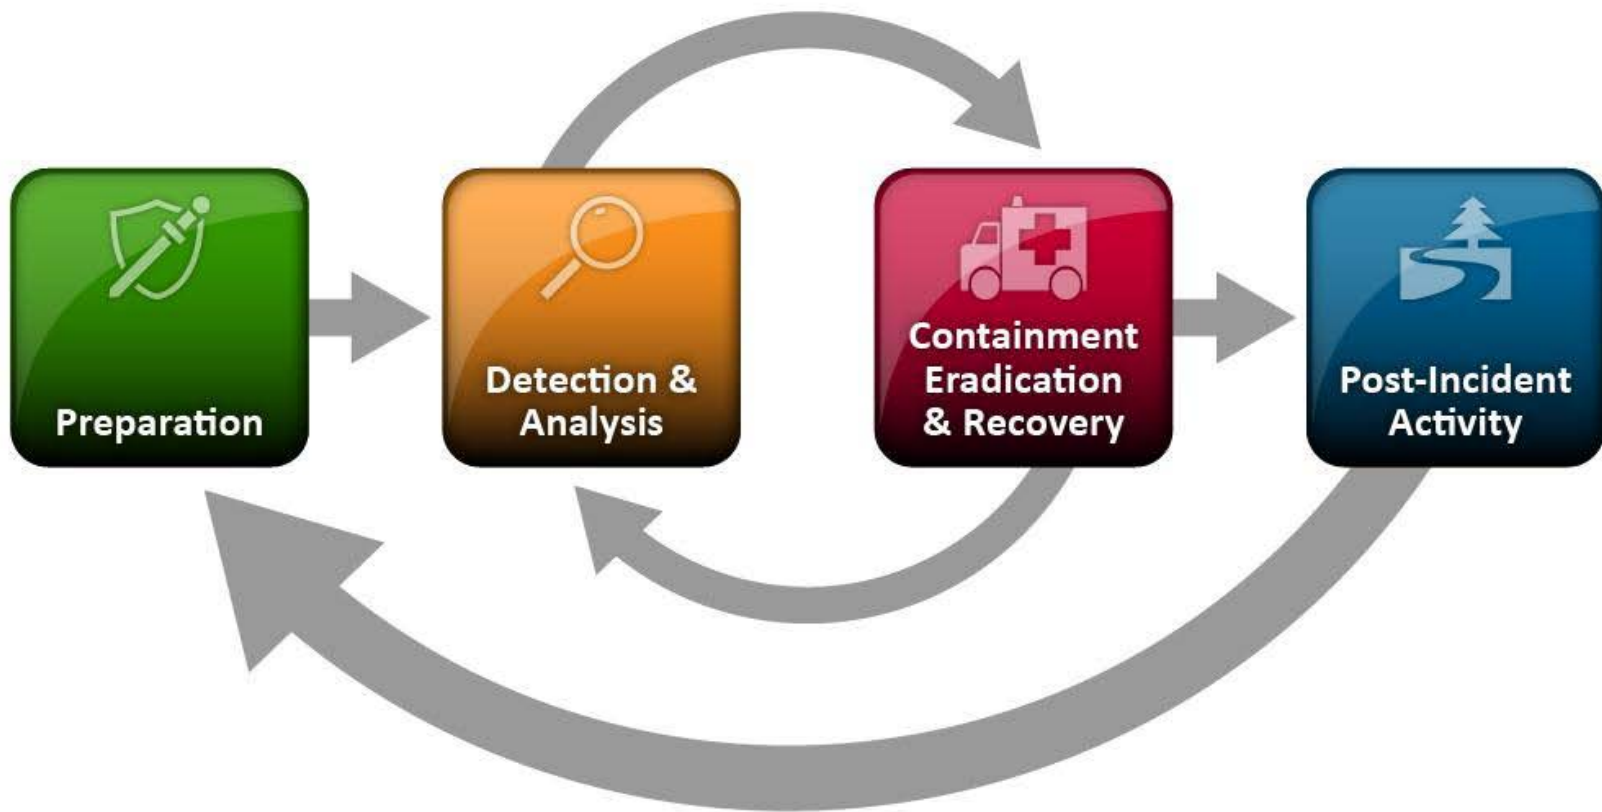 Preparation
Detection &
Analysis
Containment
Eradication
& Recovery
Post-Incident
Activity